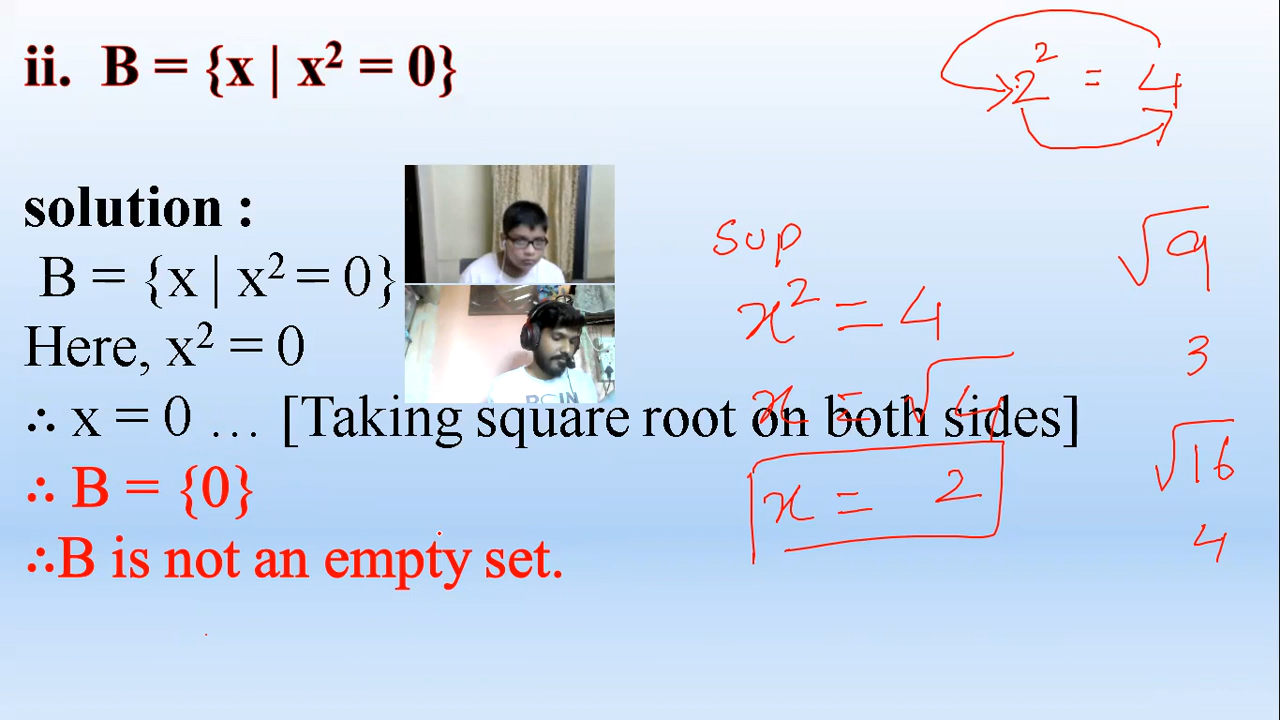 ii. B = {x | x² = 0}
2² = 4
solution :
B = {x | x² = 0}
Here, x² = 0
∴ x = 0 … [Taking square root on both sides]
∴ B = {0}
∴B is not an empty set.
Sup
x² = 4
x = √4
x = 2
√9
3
√16
4